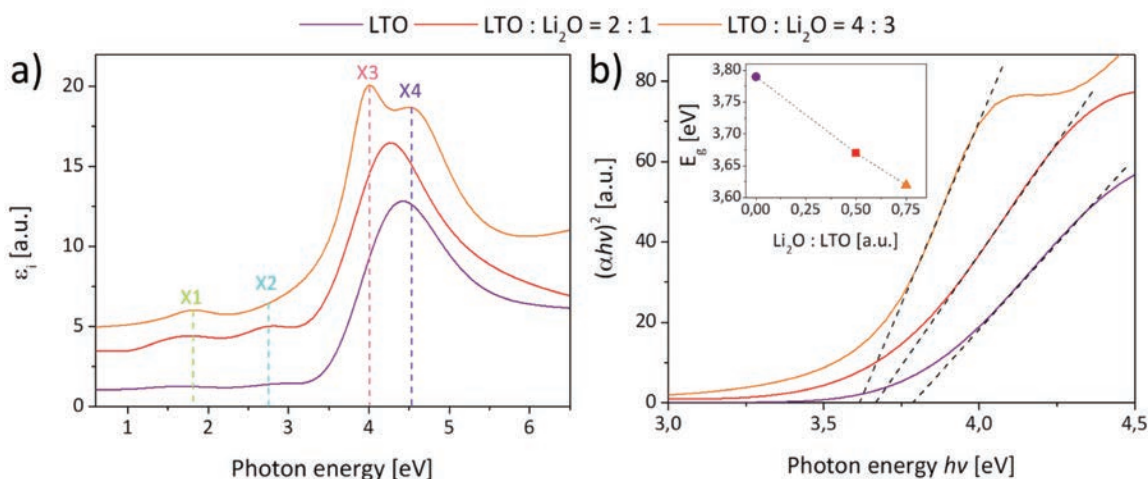 LTO LTO : Li₂O = 2 : 1 LTO : Li₂O = 4 : 3
a)
20
15
10
5
0
εᵢ [a.u.]
X1
X2
X3
X4
1 2 3 4 5 6
Photon energy [eV]
b)
80
60
40
20
0
(αhν)² [a.u.]
3,80
3,75
3,70
3,65
3,60
E_g [eV]
0,00 0,25 0,50 0,75
Li₂O : LTO [a.u.]
3,0 3,5 4,0 4,5
Photon energy hν [eV]